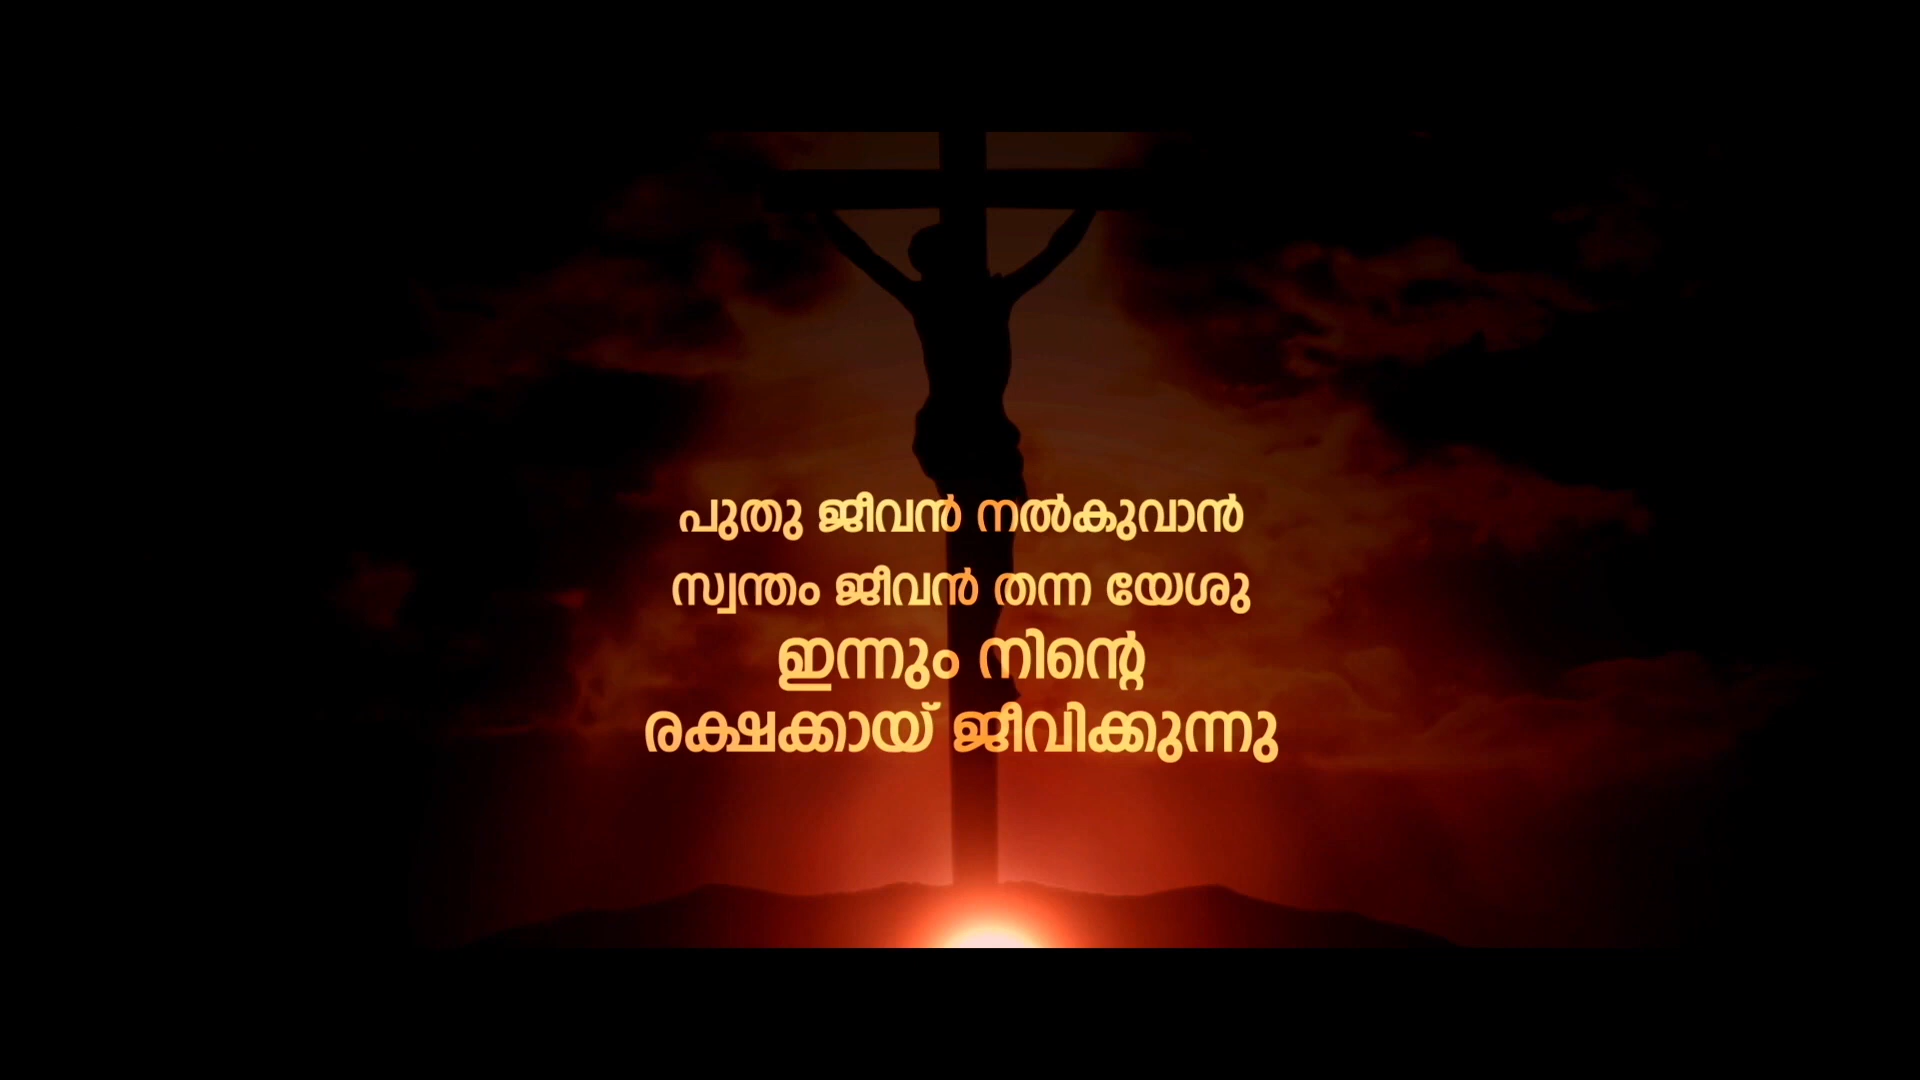 പുതു ജീവൻ നൽകുവാൻ
സ്വന്തം ജീവൻ തന്ന യേശു
ഇന്നും നിന്റെ
രക്ഷക്കായ് ജീവിക്കുന്നു